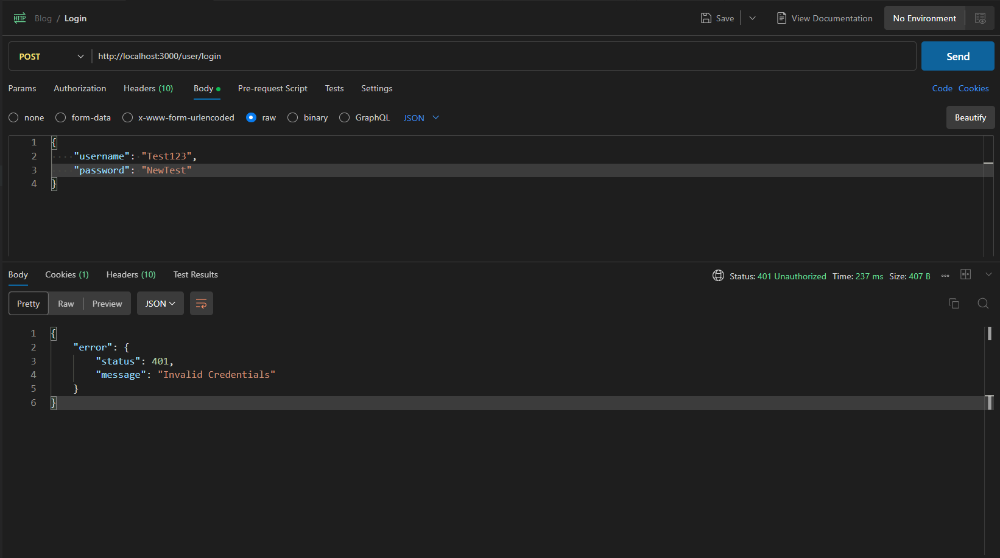 HTTP Blog / Login Save View Documentation No Environment
POST http://localhost:3000/user/login Send
Params Authorization Headers (10) Body Pre-request Script Tests Settings Code Cookies
none form-data x-www-form-urlencoded raw binary GraphQL JSON Beautify
1 {
2 "username": "Test123",
3 "password": "NewTest"
4 }
Body Cookies (1) Headers (10) Test Results Status: 401 Unauthorized Time: 237 ms Size: 407 B
Pretty Raw Preview JSON
1 {
2 "error": {
3 "status": 401,
4 "message": "Invalid Credentials"
5 }
6 }